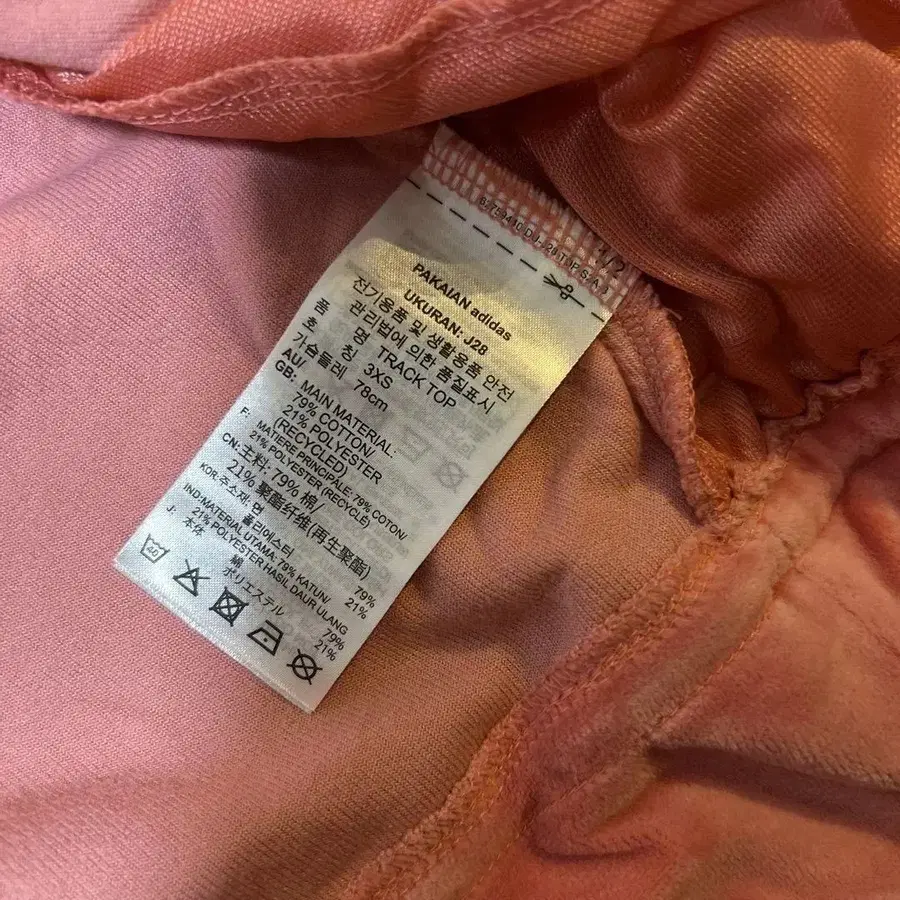 PAKAIAN adidas
UKURAN: J28
전기용품 및 생활용품 안전
관리법에 의한 품질표시
품 명 TRACK TOP
호 칭 3XS
가슴둘레 78cm
AU/
GB: MAIN MATERIAL:
79% COTTON/
21% POLYESTER
(RECYCLED)
F: MATIERE PRINCIPALE: 79% COTON/
21% POLYESTER (RECYCLE)
CN: 主料: 79% 棉/
21% 聚酯纤维(再生聚酯)
KOR: 주소재: 면 79%
폴리에스터 21%
IND: MATERIAL UTAMA: 79% KATUN/
21% POLYESTER HASIL DAUR ULANG
J: 本体 綿 79%
ポリエステル 21%
40